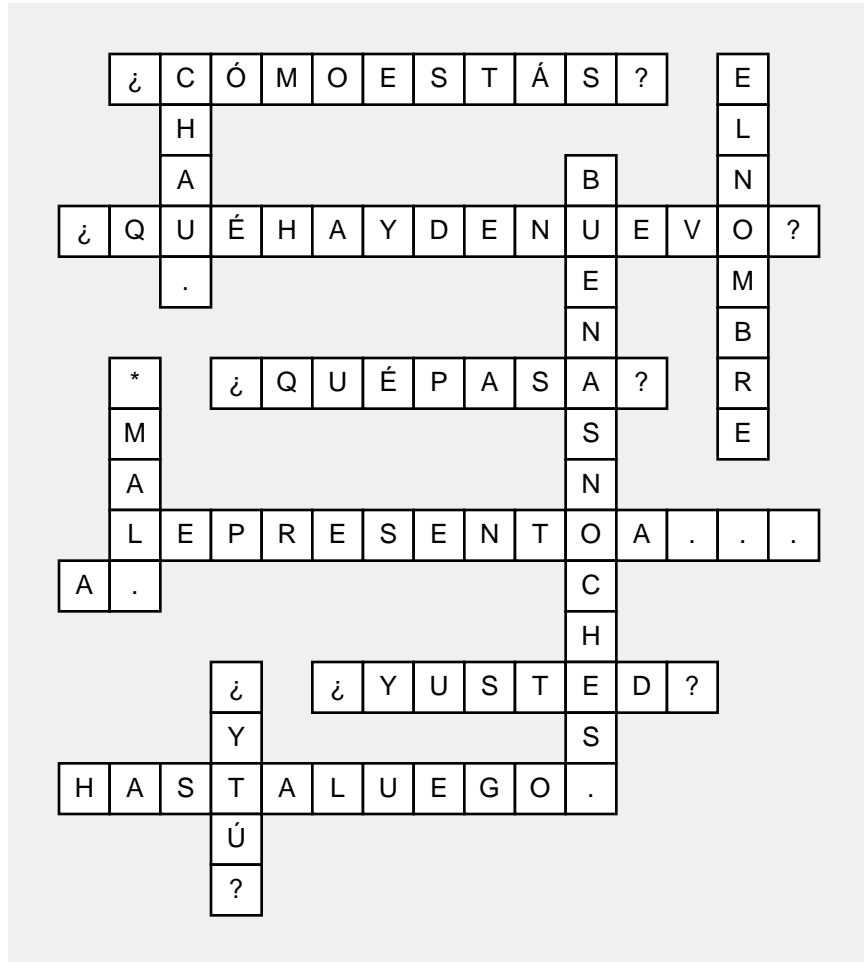 ¿CÓMOESTÁS?
CHAU.
ELNOMBRE
BUENASNOCHES.
¿QUÉHAYDENUEVO?
*MAL.
¿QUÉPASA?
LEPRESENTOA...
A.
¿YTÚ?
¿YUSTED?
HASTALUEGO.